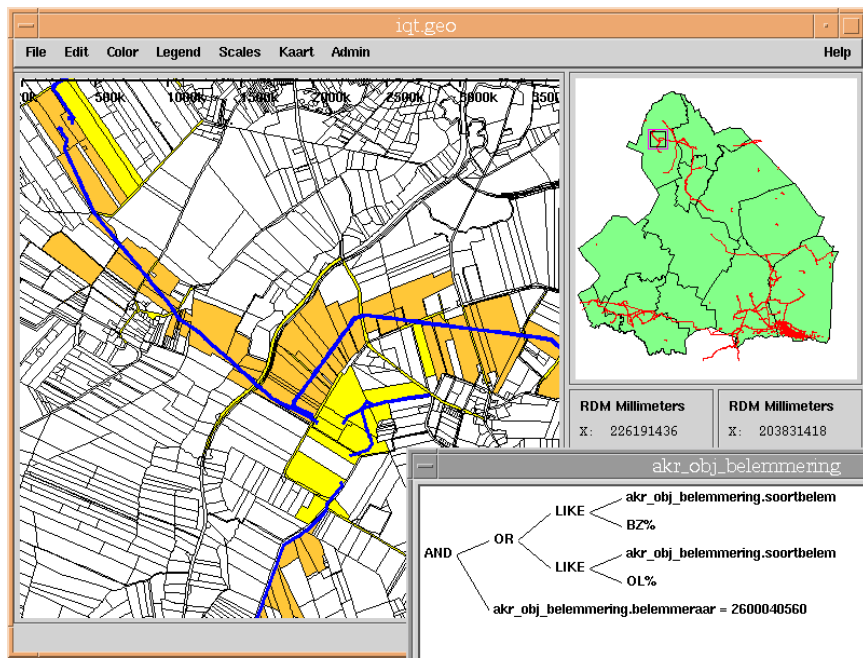 iqt.geo
File Edit Color Legend Scales Kaart Admin Help
0k 500k 1000k 1500k 2000k 2500k 3000k 3500
RDM Millimeters RDM Millimeters
X: 226191436 X: 203831418
akr_obj_belemmering
akr_obj_belemmering.soortbelem
LIKE
BZ%
OR
akr_obj_belemmering.soortbelem
AND
LIKE
OL%
akr_obj_belemmering.belemmeraar = 2600040560